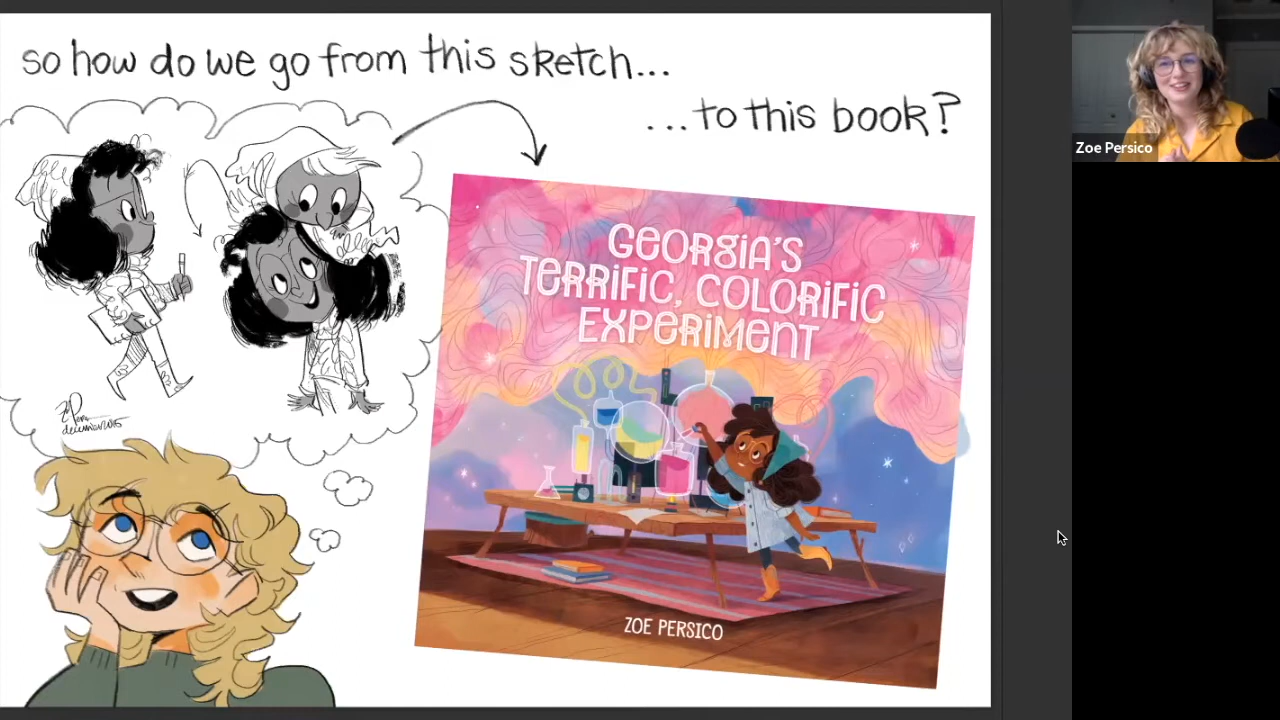 so how do we go from this sketch...
...to this book?
Zoe Persico
GEORGIA'S
TERRIFIC, COLORIFIC
EXPERIMENT
ZOE PERSICO